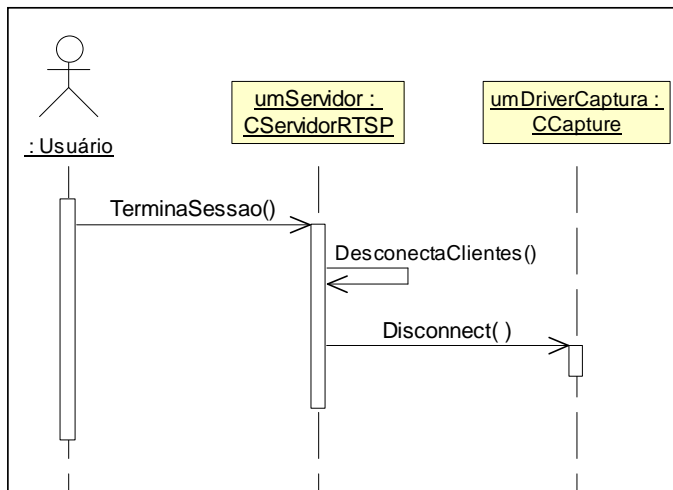 umServidor :
CServidorRTSP
umDriverCaptura :
CCapture
: Usuário
TerminaSessao()
DesconectaClientes()
Disconnect( )